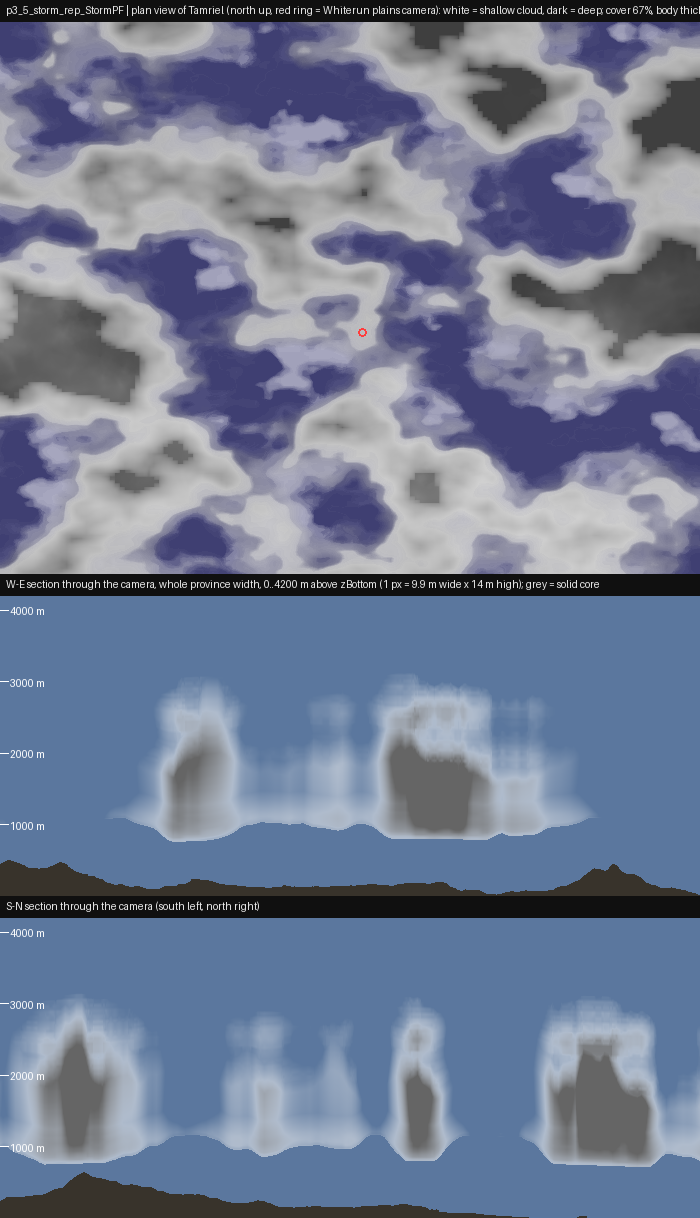 p3_5_storm_rep_StormPF | plan view of Tamriel (north up, red ring = Whiterun plains camera): white = shallow cloud, dark = deep; cover 67%, body thick
W-E section through the camera, whole province width, 0..4200 m above zBottom (1 px = 9.9 m wide x 14 m high); grey = solid core
4000 m
3000 m
2000 m
1000 m
S-N section through the camera (south left, north right)
4000 m
3000 m
2000 m
1000 m